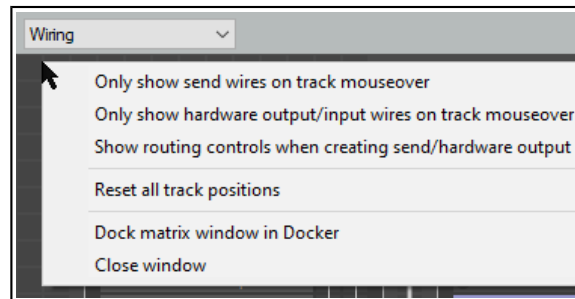 Wiring
Only show send wires on track mouseover
Only show hardware output/input wires on track mouseover
Show routing controls when creating send/hardware output
Reset all track positions
Dock matrix window in Docker
Close window